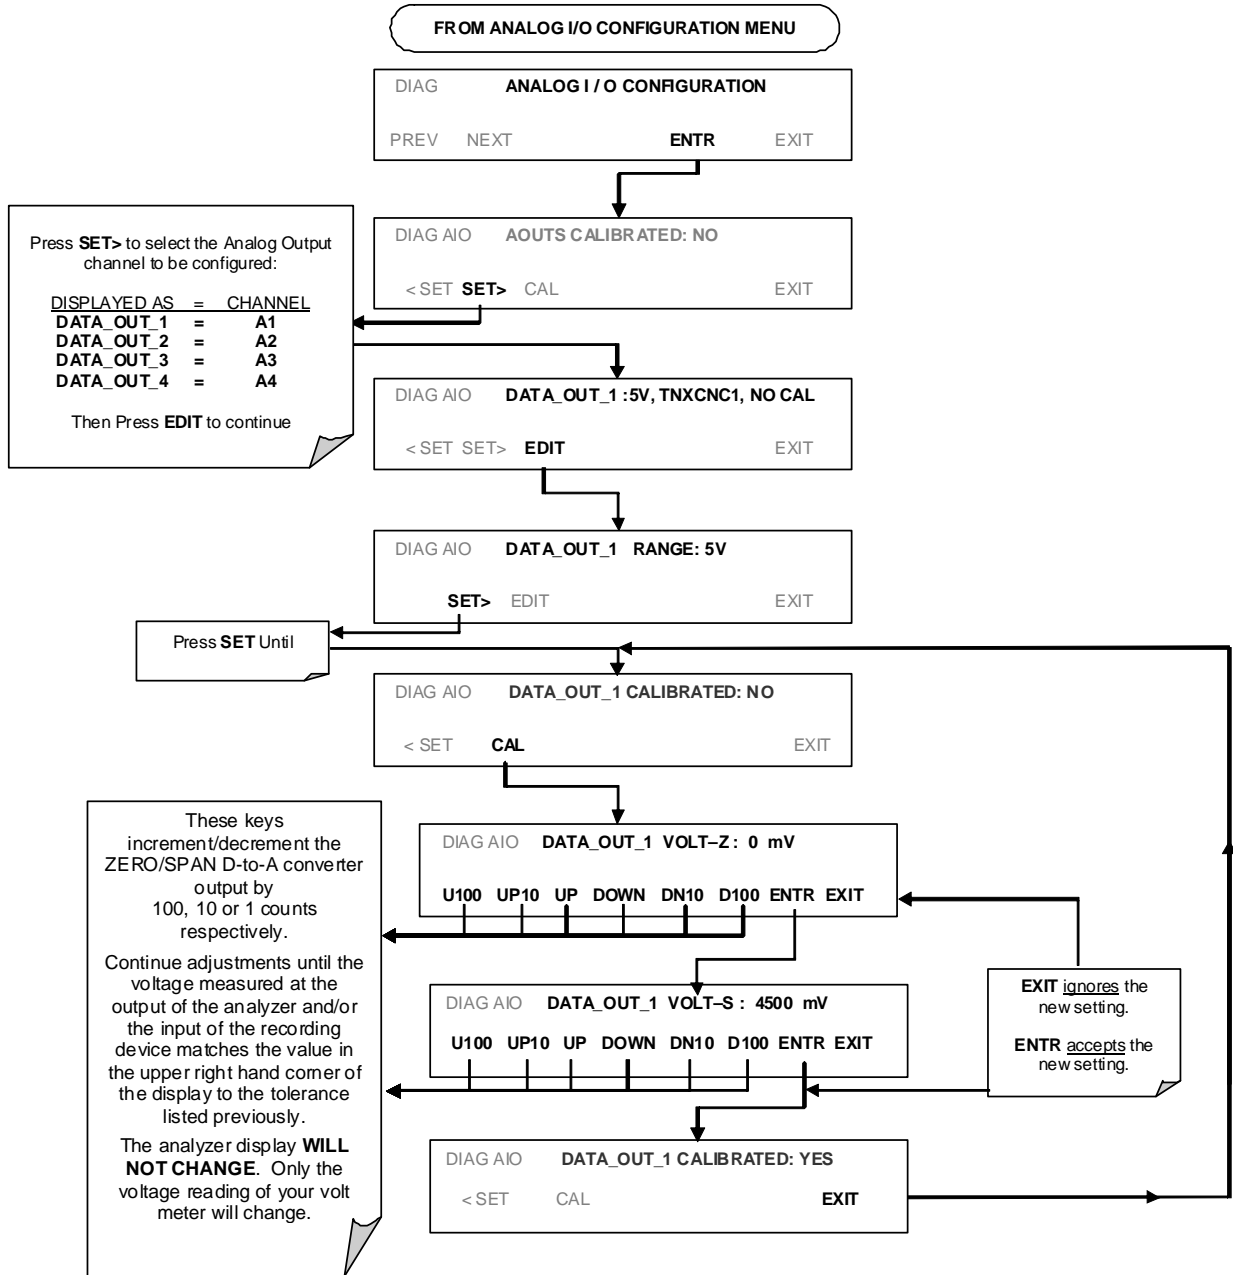 FROM ANALOG I/O CONFIGURATION MENU
DIAG ANALOG I / O CONFIGURATION
PREV NEXT ENTR EXIT
Press SET> to select the Analog Output
channel to be configured:
DISPLAYED AS = CHANNEL
DATA_OUT_1 = A1
DATA_OUT_2 = A2
DATA_OUT_3 = A3
DATA_OUT_4 = A4
Then Press EDIT to continue
DIAG AIO AOUTS CALIBRATED: NO
< SET SET> CAL EXIT
DIAG AIO DATA_OUT_1 :5V, TNXCNC1, NO CAL
< SET SET> EDIT EXIT
DIAG AIO DATA_OUT_1 RANGE: 5V
SET> EDIT EXIT
Press SET Until
DIAG AIO DATA_OUT_1 CALIBRATED: NO
< SET CAL EXIT
These keys
increment/decrement the
ZERO/SPAN D-to-A converter
output by
100, 10 or 1 counts
respectively.
Continue adjustments until the
voltage measured at the
output of the analyzer and/or
the input of the recording
device matches the value in
the upper right hand corner of
the display to the tolerance
listed previously.
The analyzer display WILL
NOT CHANGE. Only the
voltage reading of your volt
meter will change.
DIAG AIO DATA_OUT_1 VOLT–Z : 0 mV
U100 UP10 UP DOWN DN10 D100 ENTR EXIT
DIAG AIO DATA_OUT_1 VOLT–S : 4500 mV
U100 UP10 UP DOWN DN10 D100 ENTR EXIT
EXIT ignores the
new setting.
ENTR accepts the
new setting.
DIAG AIO DATA_OUT_1 CALIBRATED: YES
< SET CAL EXIT